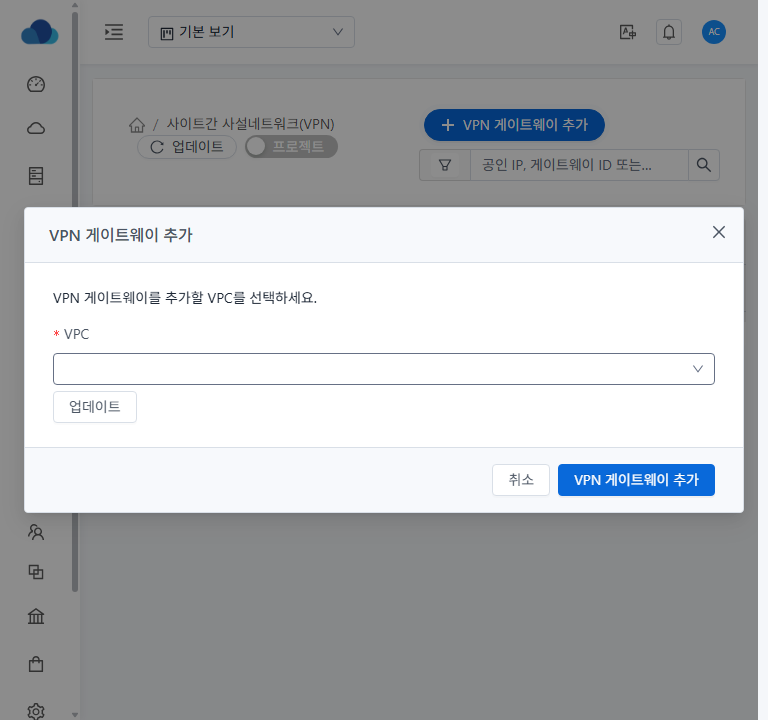 기본 보기
AC
/ 사이트간 사설네트워크(VPN)
업데이트
프로젝트
VPN 게이트웨이 추가
공인 IP, 게이트웨이 ID 또는...
VPN 게이트웨이 추가
VPN 게이트웨이를 추가할 VPC를 선택하세요.
* VPC
업데이트
취소
VPN 게이트웨이 추가